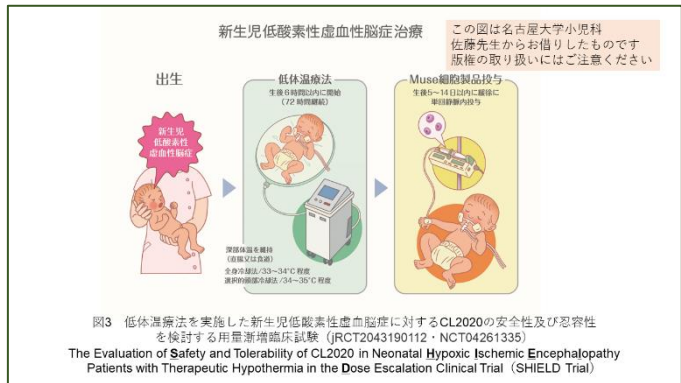 新生児低酸素性虚血性脳症治療
この図は名古屋大学小児科
佐藤先生からお借りしたものです
版権の取り扱いにはご注意ください
出生
新生児
低酸素性
虚血性脳症
低体温療法
生後6時間以内に開始
(72時間継続)
深部体温を維持
(直腸又は食道)
全身冷却法/33~34℃程度
選択的頭部冷却法/34~35℃程度
Muse細胞製品投与
生後5~14日以内に緩徐に
単回静脈内投与
図3 低体温療法を実施した新生児低酸素性虚血脳症に対するCL2020の安全性及び忍容性
を検討する用量漸増臨床試験(jRCT2043190112・NCT04261335)
The Evaluation of Safety and Tolerability of CL2020 in Neonatal Hypoxic Ischemic Encephalopathy
Patients with Therapeutic Hypothermia in the Dose Escalation Clinical Trial(SHIELD Trial)